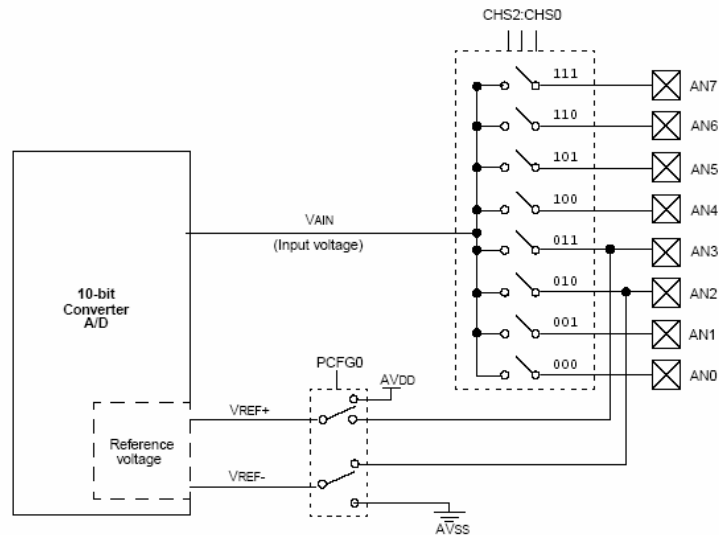 CHS2:CHS0
111
AN7
110
AN6
101
AN5
100
AN4
VAIN
(Input voltage)
011
AN3
10-bit
Converter
A/D
010
AN2
001
AN1
PCFG0
000
AN0
AVDD
VREF+
Reference
voltage
VREF-
AVSS